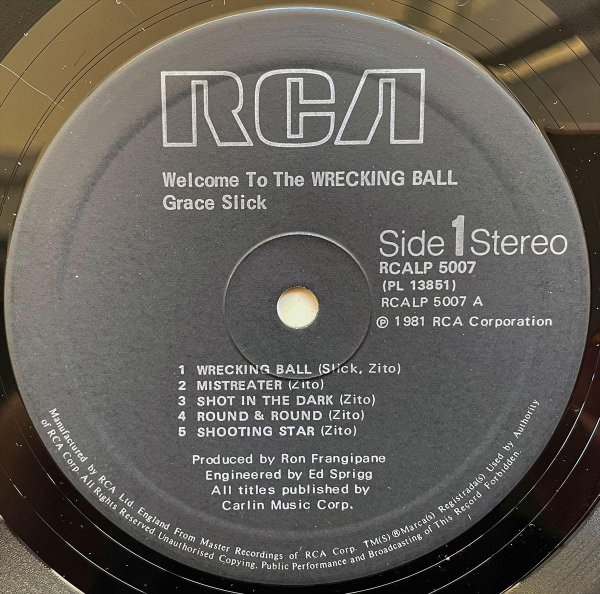 RCA
Welcome To The WRECKING BALL
Grace Slick
Side 1 Stereo
RCALP 5007
(PL 13851)
RCALP 5007 A
℗ 1981 RCA Corporation
1 WRECKING BALL (Slick, Zito)
2 MISTREATER (Zito)
3 SHOT IN THE DARK (Zito)
4 ROUND & ROUND (Zito)
5 SHOOTING STAR (Zito)
Produced by Ron Frangipane
Engineered by Ed Sprigg
All titles published by
Carlin Music Corp.
Manufactured by RCA Ltd. England From Master Recordings of RCA Corp. TM(S)®Marca(s) Registrada(s) Used by Authority
of RCA Corp. All Rights Reserved. Unauthorised Copying, Public Performance and Broadcasting of This Record Forbidden.